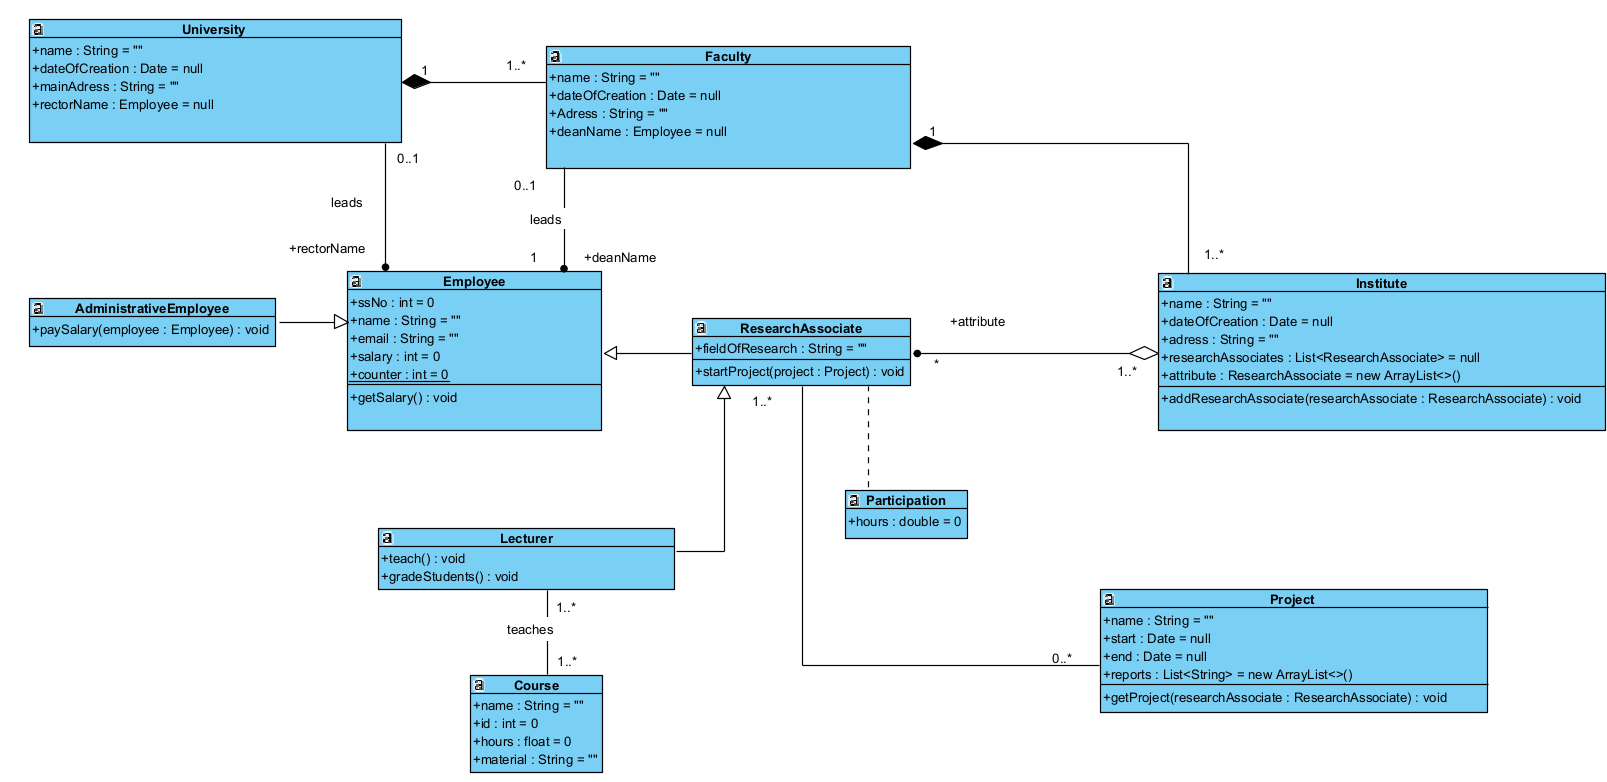 University
+name : String = ""
+dateOfCreation : Date = null
+mainAdress : String = ""
+rectorName : Employee = null
1
1..*
Faculty
+name : String = ""
+dateOfCreation : Date = null
+Adress : String = ""
+deanName : Employee = null
1
1..*
0..1
leads
+rectorName
0..1
leads
1
+deanName
AdministrativeEmployee
+paySalary(employee : Employee) : void
Employee
+ssNo : int = 0
+name : String = ""
+email : String = ""
+salary : int = 0
+counter : int = 0
+getSalary() : void
ResearchAssociate
+fieldOfResearch : String = ""
+startProject(project : Project) : void
+attribute
*
1..*
Institute
+name : String = ""
+dateOfCreation : Date = null
+adress : String = ""
+researchAssociates : List<ResearchAssociate> = null
+attribute : ResearchAssociate = new ArrayList<>()
+addResearchAssociate(researchAssociate : ResearchAssociate) : void
1..*
Participation
+hours : double = 0
Lecturer
+teach() : void
+gradeStudents() : void
1..*
teaches
1..*
Course
+name : String = ""
+id : int = 0
+hours : float = 0
+material : String = ""
0..*
Project
+name : String = ""
+start : Date = null
+end : Date = null
+reports : List<String> = new ArrayList<>()
+getProject(researchAssociate : ResearchAssociate) : void